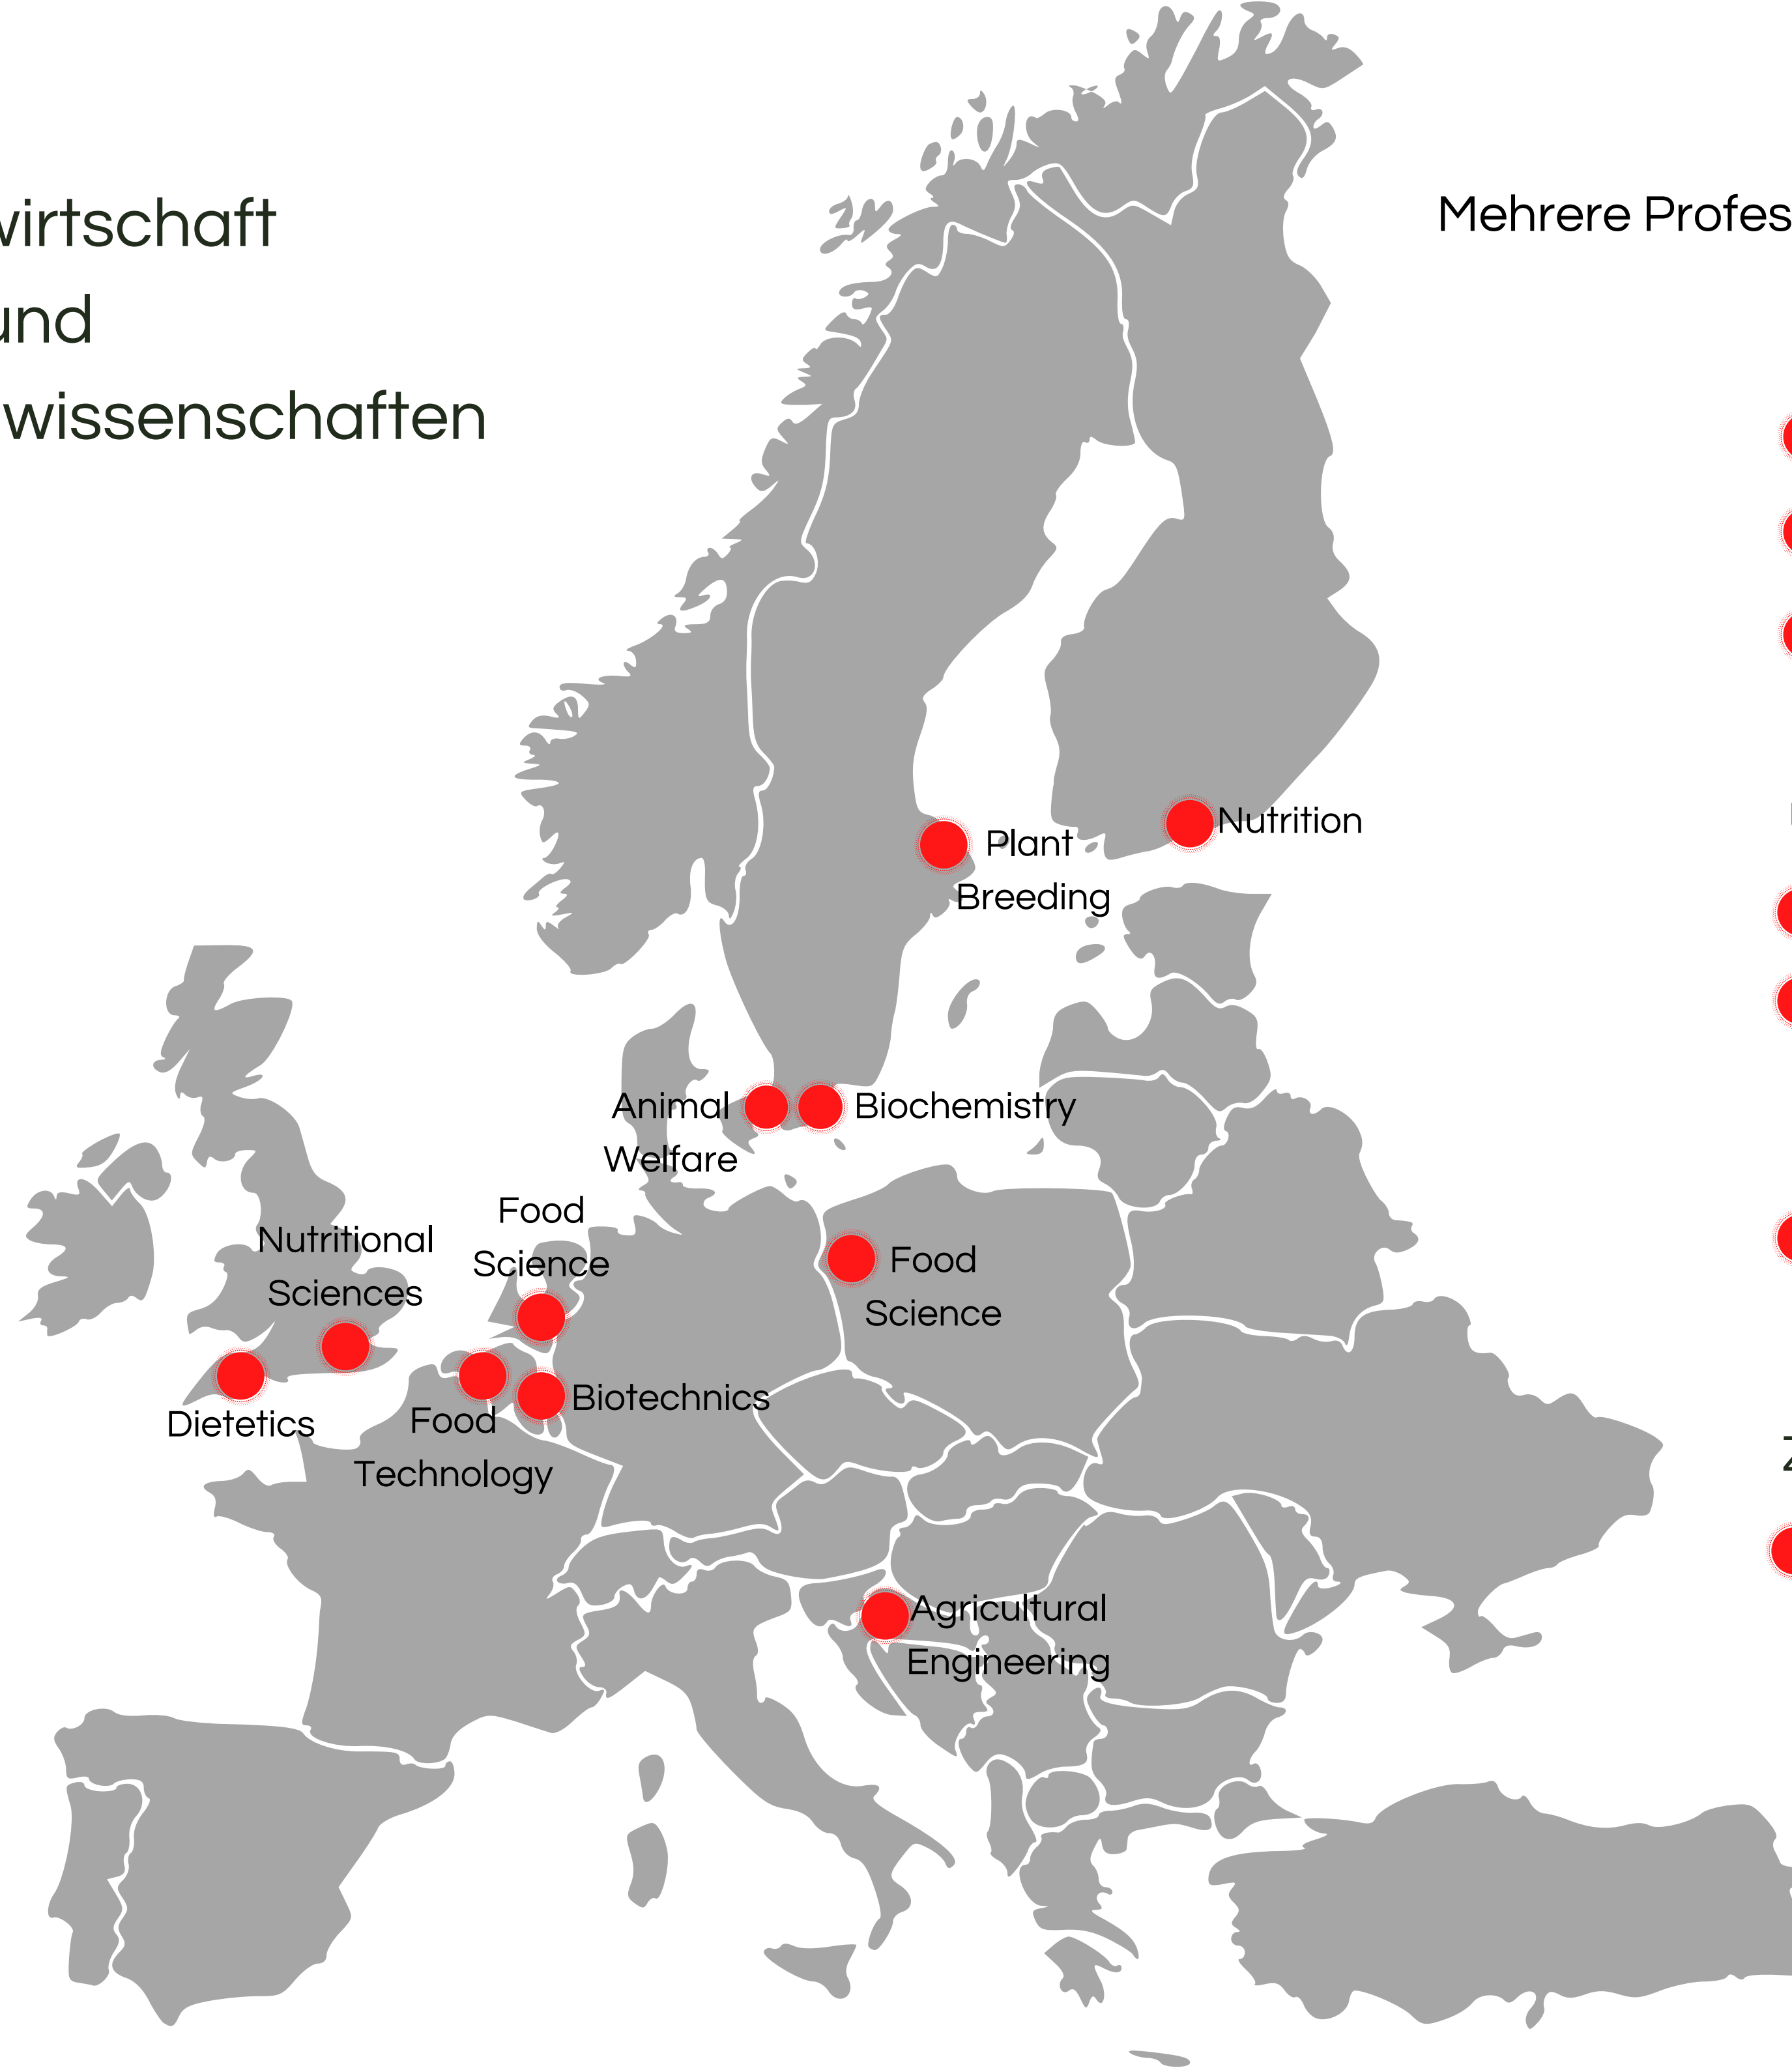 wirtschaft
und
wissenschaften
Mehrere Profes
Nutrition
Plant
Breeding
Animal
Welfare
Biochemistry
Food
Science
Nutritional
Sciences
Food
Science
Dietetics
Biotechnics
Food
Technology
Agricultural
Engineering